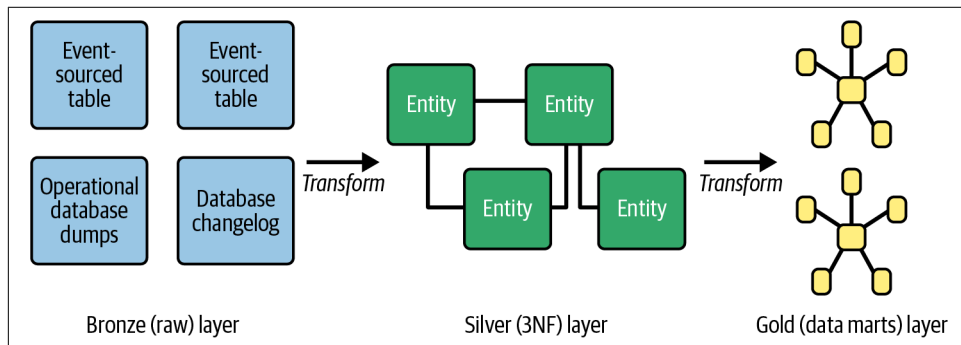 Event-
sourced
table
Event-
sourced
table
Operational
database
dumps
Database
changelog
Transform
Entity
Entity
Entity
Entity
Transform
Bronze (raw) layer
Silver (3NF) layer
Gold (data marts) layer